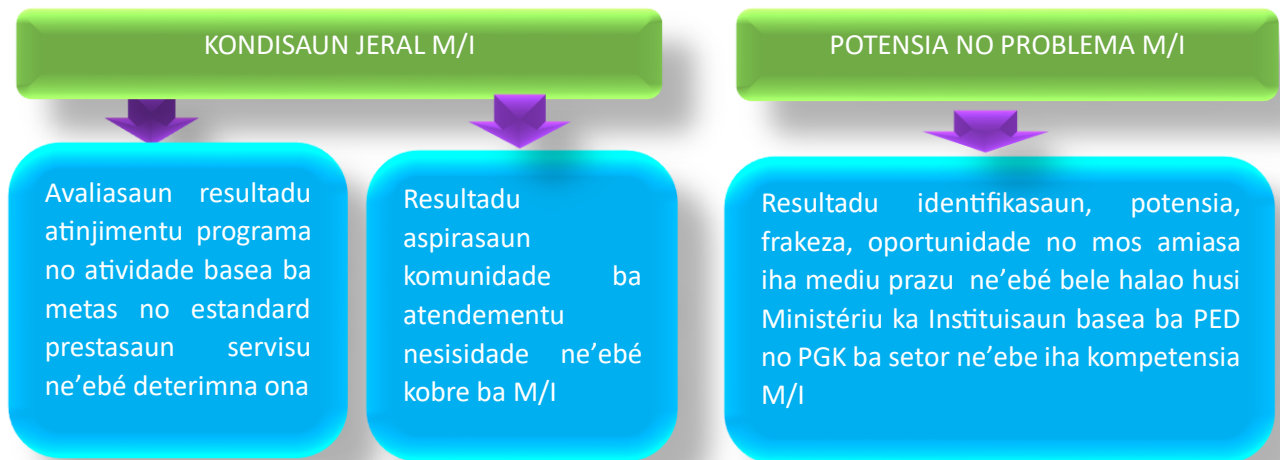 KONDISAUN JERAL M/I
Avaliasaun resultadu
atinjimentu programa
no atividade basea ba
metas no estandard
prestasaun servisu
ne'ebé deterimna ona
Resultadu
aspirasaun
komunidade ba
atendementu
nesisidade ne'ebé
kobre ba M/I
POTENSIA NO PROBLEMA M/I
Resultadu identifikasaun, potensia,
frakeza, oportunidade no mos amiasa
iha mediu prazu ne'ebé bele halao husi
Ministériu ka Instituisaun basea ba PED
no PGK ba setor ne'ebe iha kompetensia
M/I